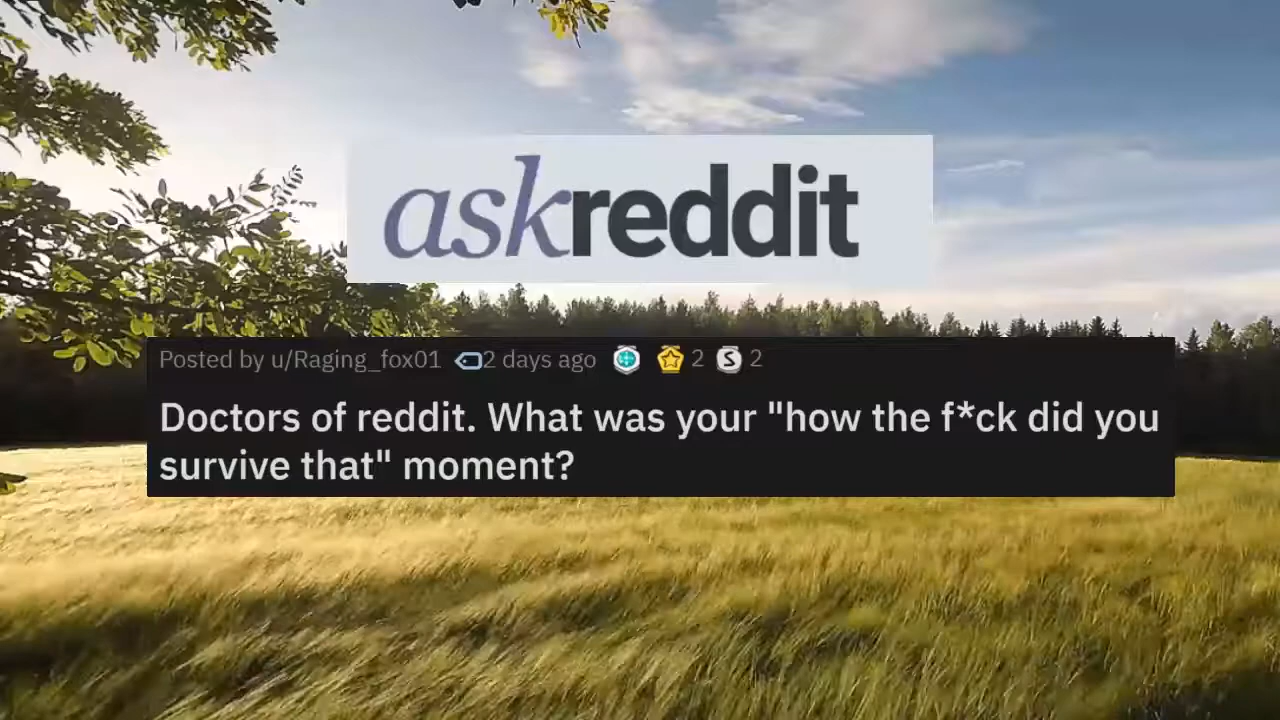 askreddit
Posted by u/Raging_fox01 2 days ago 2 S 2
Doctors of reddit. What was your "how the f*ck did you
survive that" moment?